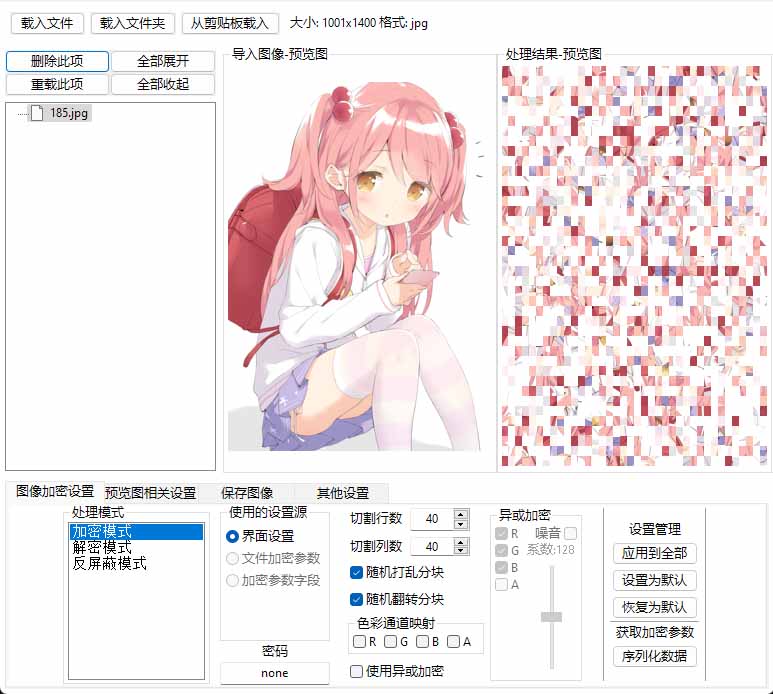 载入文件 载入文件夹 从剪贴板载入 大小: 1001x1400 格式: jpg
删除此项 全部展开
重载此项 全部收起
185.jpg
导入图像-预览图
处理结果-预览图
图像加密设置 预览图相关设置 保存图像 其他设置
处理模式
加密模式
解密模式
反屏蔽模式
使用的设置源
界面设置
文件加密参数
加密参数字段
密码
none
切割行数 40
切割列数 40
随机打乱分块
随机翻转分块
色彩通道映射
R G B A
使用异或加密
异或加密
R 噪音
G 系数:128
B
A
设置管理
应用到全部
设置为默认
恢复为默认
获取加密参数
序列化数据